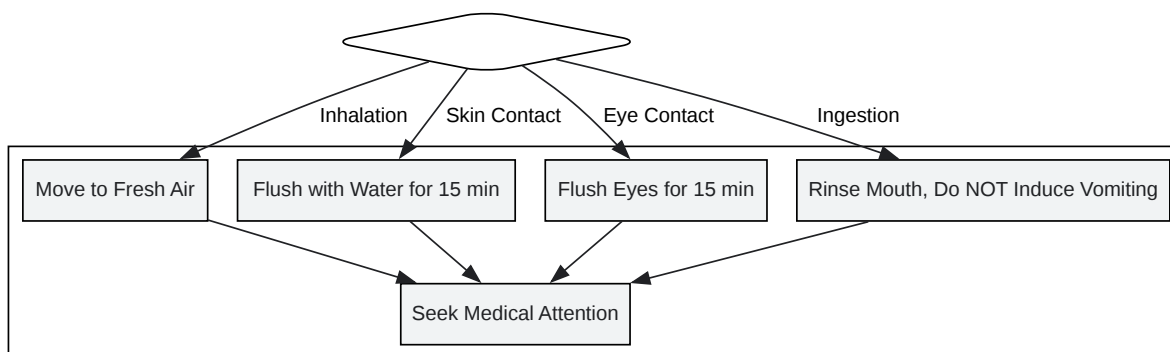 Inhalation
Skin Contact
Eye Contact
Ingestion
Move to Fresh Air
Flush with Water for 15 min
Flush Eyes for 15 min
Rinse Mouth, Do NOT Induce Vomiting
Seek Medical Attention